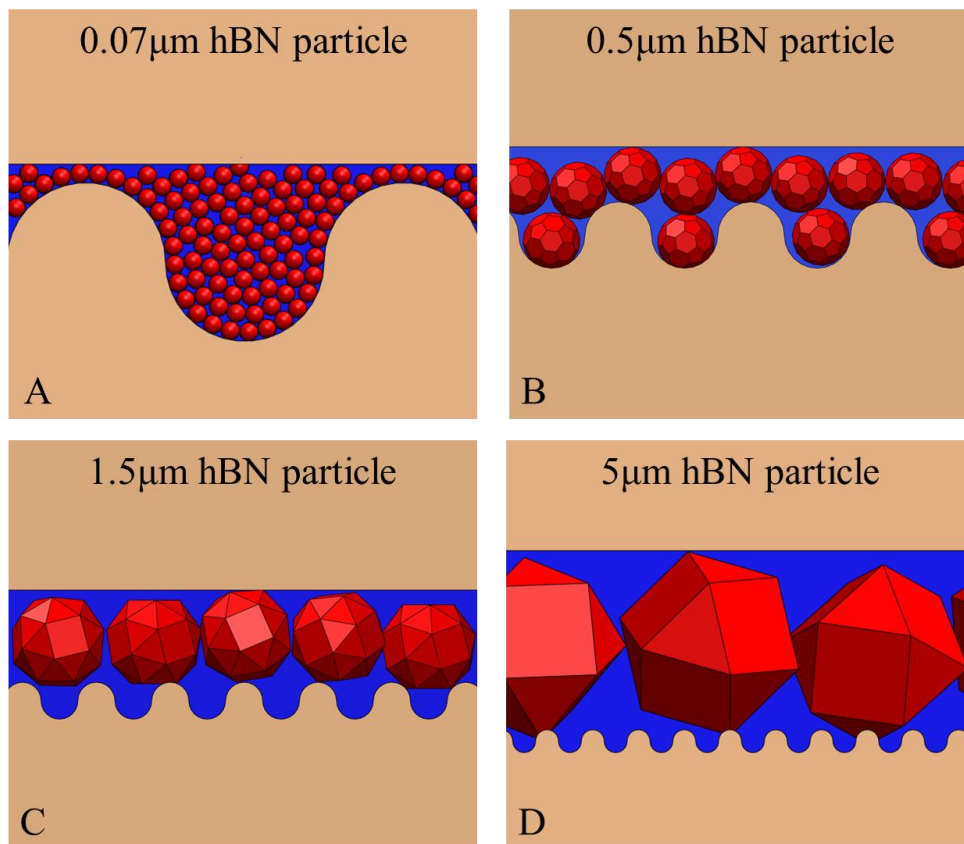 0.07μm hBN particle
A
0.5μm hBN particle
B
1.5μm hBN particle
C
5μm hBN particle
D